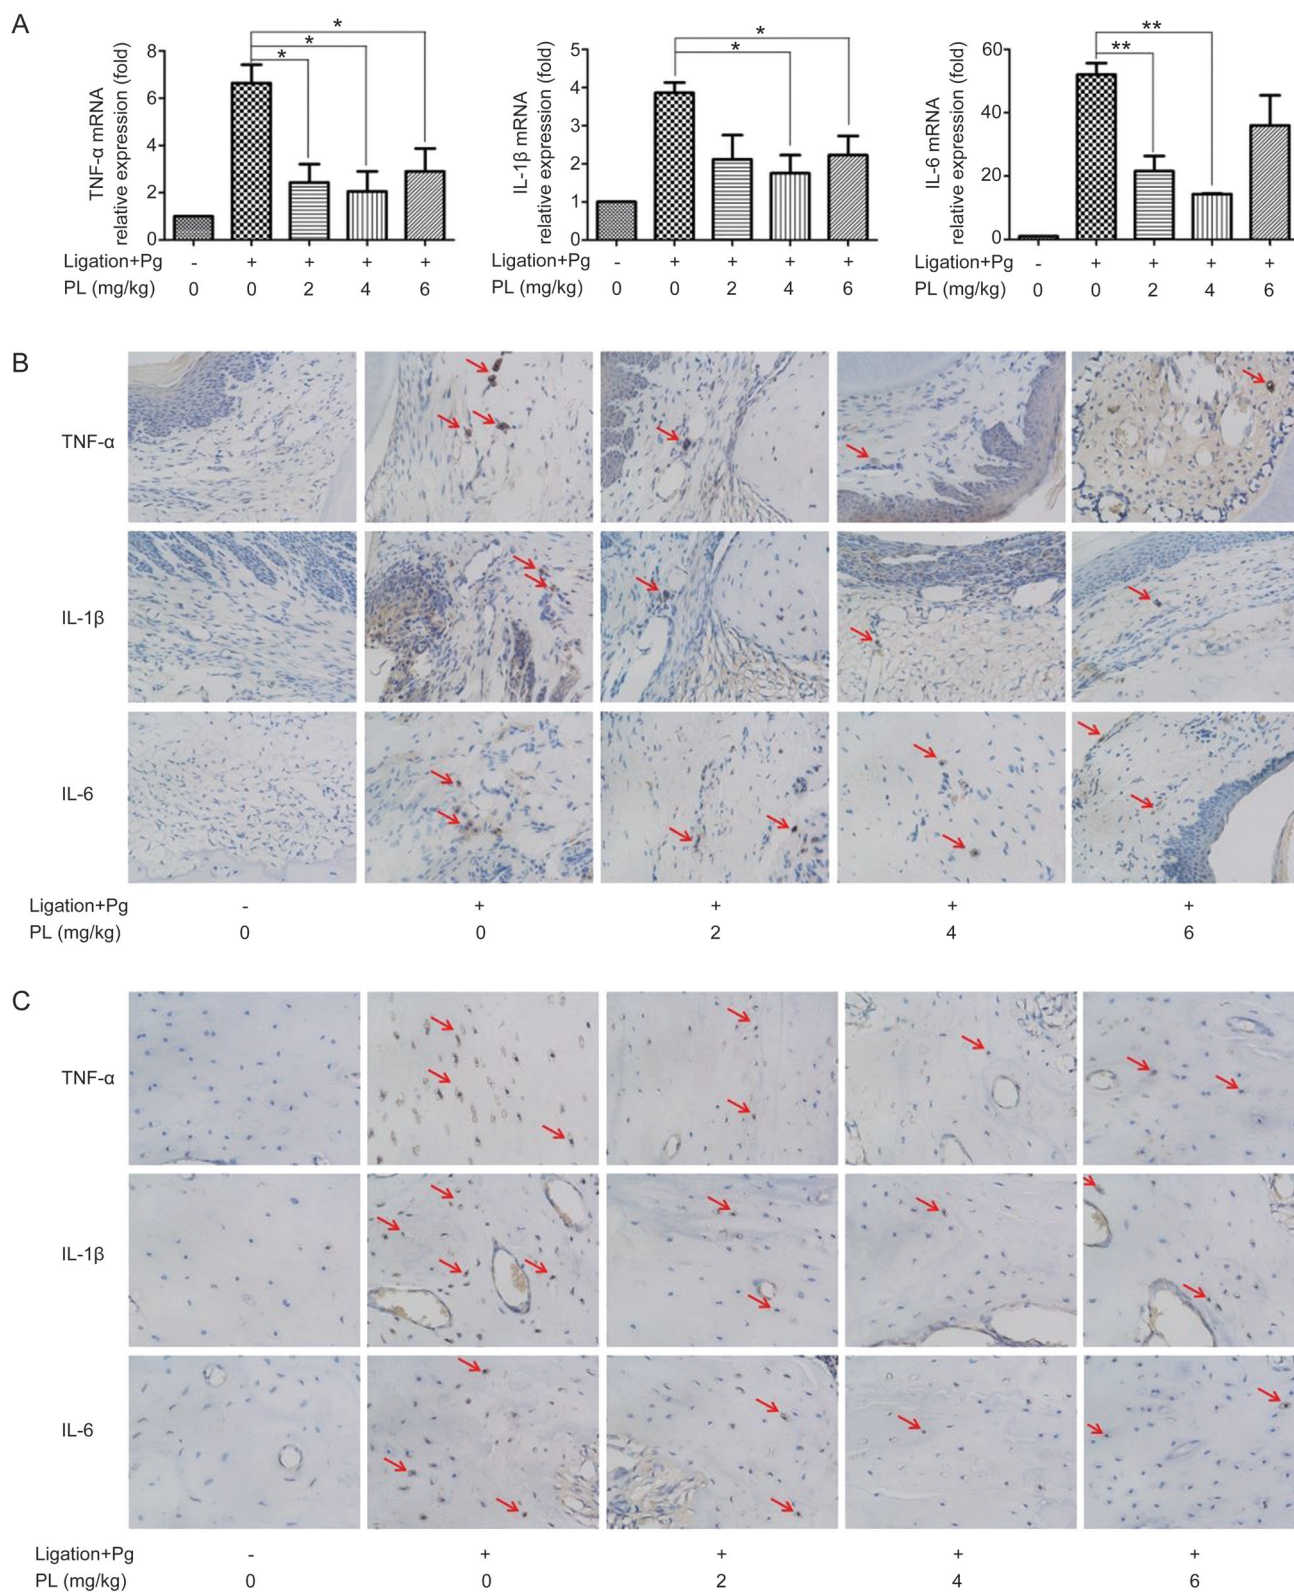 A
TNF-α mRNA
relative expression (fold)
8
6
4
2
0
*
*
*
Ligation+Pg - + + + +
PL (mg/kg) 0 0 2 4 6
IL-1β mRNA
relative expression (fold)
5
4
3
2
1
0
*
*
Ligation+Pg - + + + +
PL (mg/kg) 0 0 2 4 6
IL-6 mRNA
relative expression (fold)
60
40
20
0
**
**
Ligation+Pg - + + + +
PL (mg/kg) 0 0 2 4 6
B
TNF-α
IL-1β
IL-6
Ligation+Pg - + + + +
PL (mg/kg) 0 0 2 4 6
C
TNF-α
IL-1β
IL-6
Ligation+Pg - + + + +
PL (mg/kg) 0 0 2 4 6